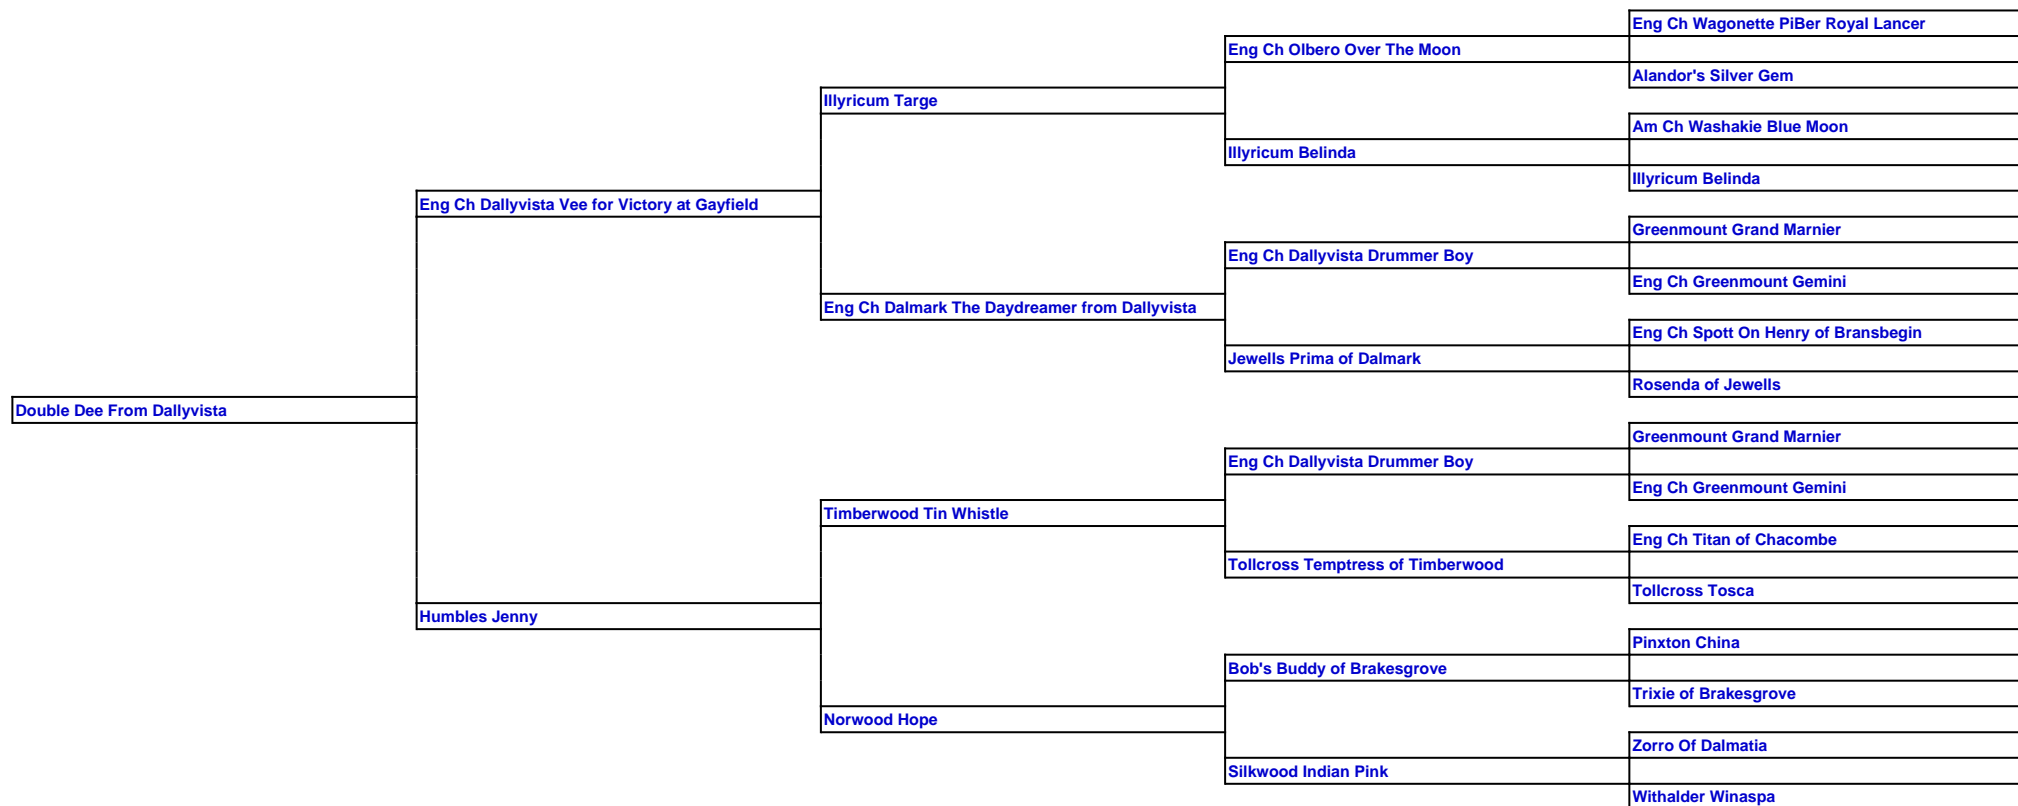 Eng Ch Wagonette PiBer Royal Lancer
Eng Ch Olbero Over The Moon
Alandor's Silver Gem
Illyricum Targe
Am Ch Washakie Blue Moon
Illyricum Belinda
Illyricum Belinda
Eng Ch Dallyvista Vee for Victory at Gayfield
Greenmount Grand Marnier
Eng Ch Dallyvista Drummer Boy
Eng Ch Greenmount Gemini
Eng Ch Dalmark The Daydreamer from Dallyvista
Eng Ch Spott On Henry of Bransbegin
Jewells Prima of Dalmark
Rosenda of Jewells
Double Dee From Dallyvista
Greenmount Grand Marnier
Eng Ch Dallyvista Drummer Boy
Eng Ch Greenmount Gemini
Timberwood Tin Whistle
Eng Ch Titan of Chacombe
Tollcross Temptress of Timberwood
Tollcross Tosca
Humbles Jenny
Pinxton China
Bob's Buddy of Brakesgrove
Trixie of Brakesgrove
Norwood Hope
Zorro Of Dalmatia
Silkwood Indian Pink
Withalder Winaspa